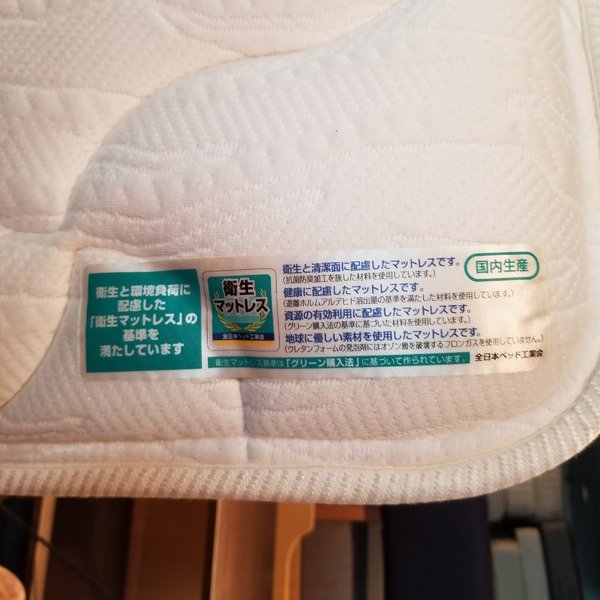 衛生と環境負荷に
配慮した
「衛生マットレス」の
基準を
満たしています
衛生
マットレス
全日本ベッド工業会
衛生と清潔面に配慮したマットレスです。
(抗菌防臭加工を施した材料を使用しています。)
健康に配慮したマットレスです。
(遊離ホルムアルデヒド溶出量の基準を満たした材料を使用しています。)
資源の有効利用に配慮したマットレスです。
(グリーン購入法の基準に基づいた材料を使用しています。)
地球に優しい素材を使用したマットレスです。
(ウレタンフォームの発泡剤にはオゾン層を破壊するフロンガスを使用していません。)
衛生マットレス基準は「グリーン購入法」に基づいて作られています。
全日本ベッド工業会
国内生産